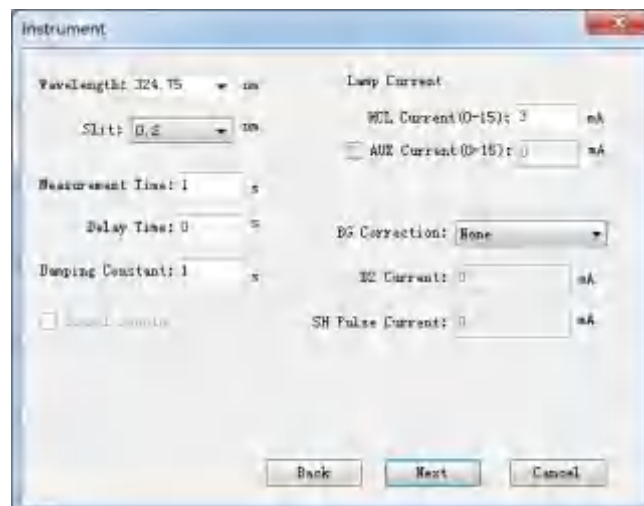 Instrument
Wavelength: 324.75 nm
Slit: 0.2 nm
Measurement Time: 1 s
Delay Time: 0 s
Damping Constant: 1 s
Lamp Current
HCL Current(0-15): 3 mA
AUX Current(0-15): 0 mA
BG Correction: None
D2 Current: 0 mA
SH Pulse Current: 0 mA
Back Next Cancel